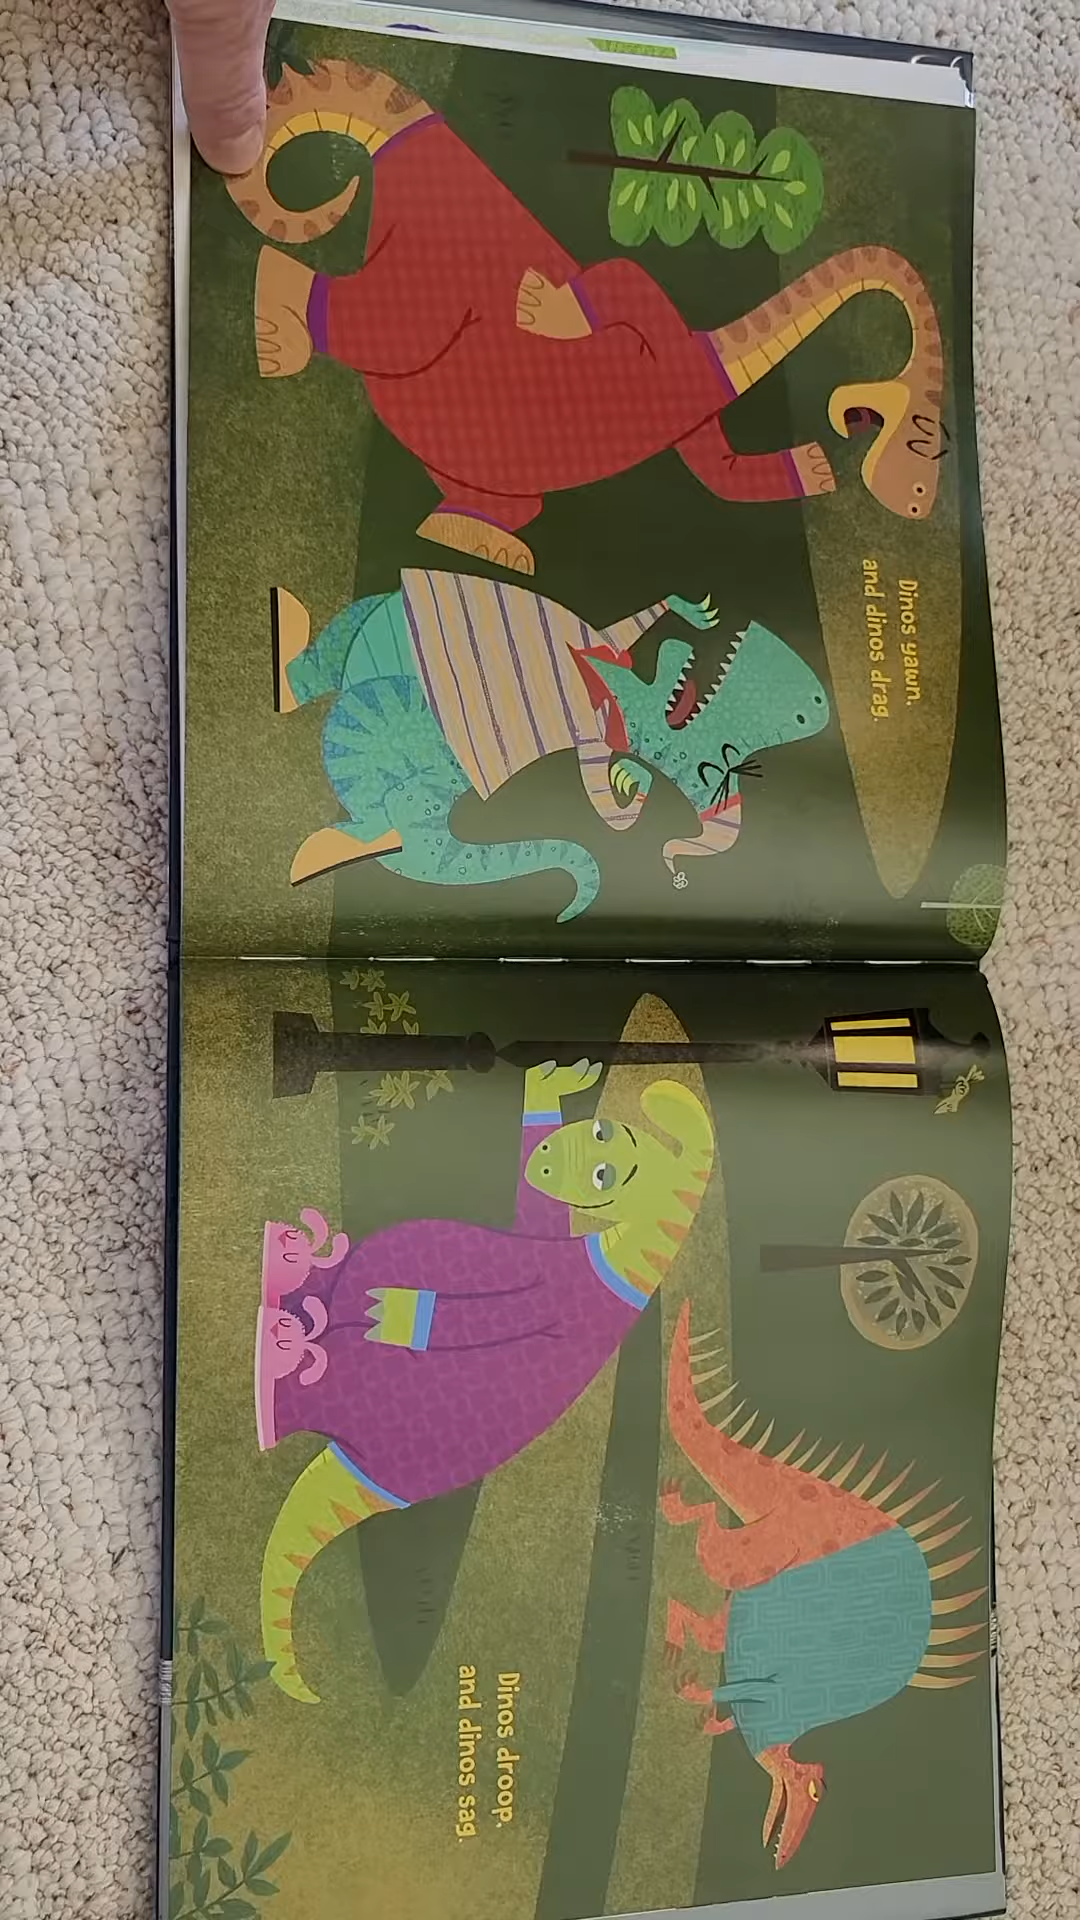 Dinos yawn,
and dinos drag.
Dinos droop,
and dinos sag.